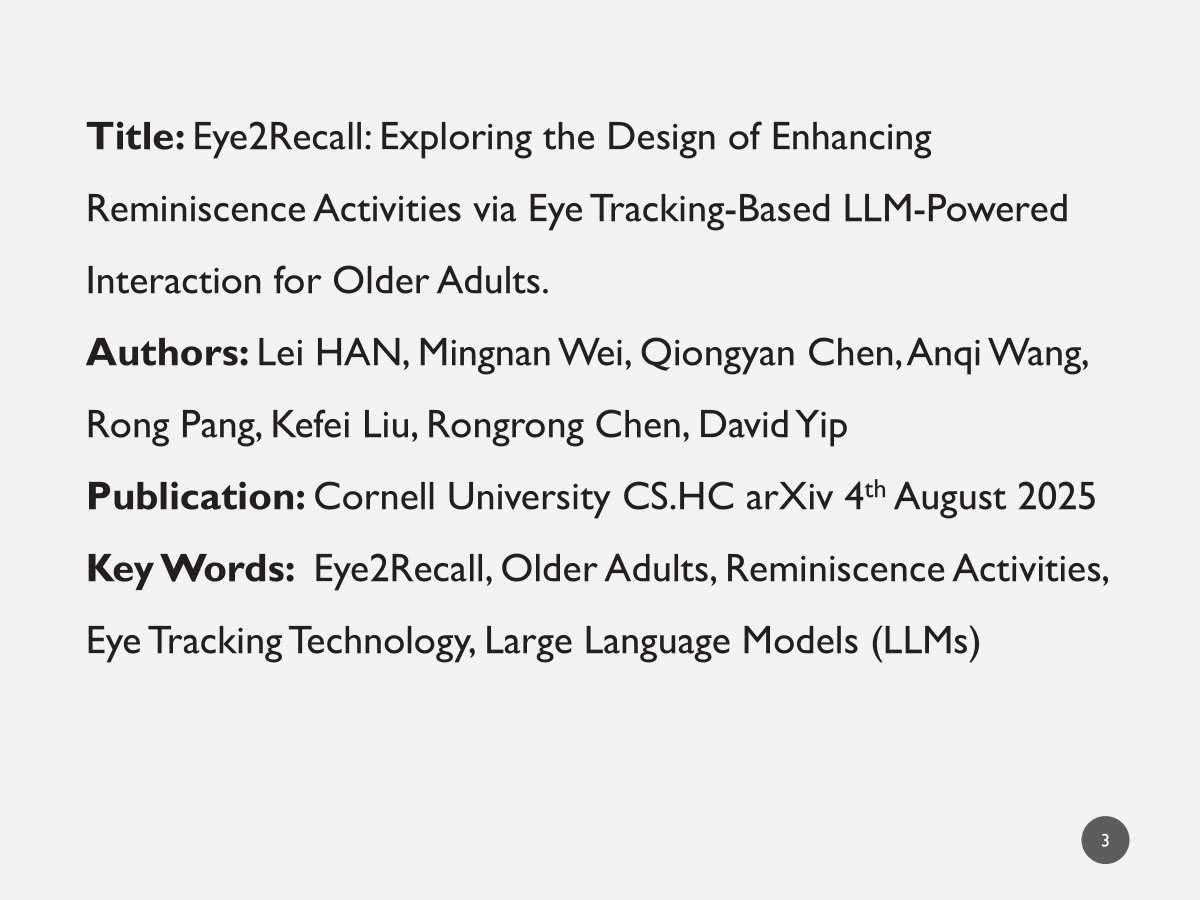 Title: Eye2Recall: Exploring the Design of Enhancing
Reminiscence Activities via Eye Tracking-Based LLM-Powered
Interaction for Older Adults.
Authors: Lei HAN, Mingnan Wei, Qiongyan Chen, Anqi Wang,
Rong Pang, Kefei Liu, Rongrong Chen, David Yip
Publication: Cornell University CS.HC arXiv 4th August 2025
Key Words:  Eye2Recall, Older Adults, Reminiscence Activities,
Eye Tracking Technology, Large Language Models (LLMs)
3